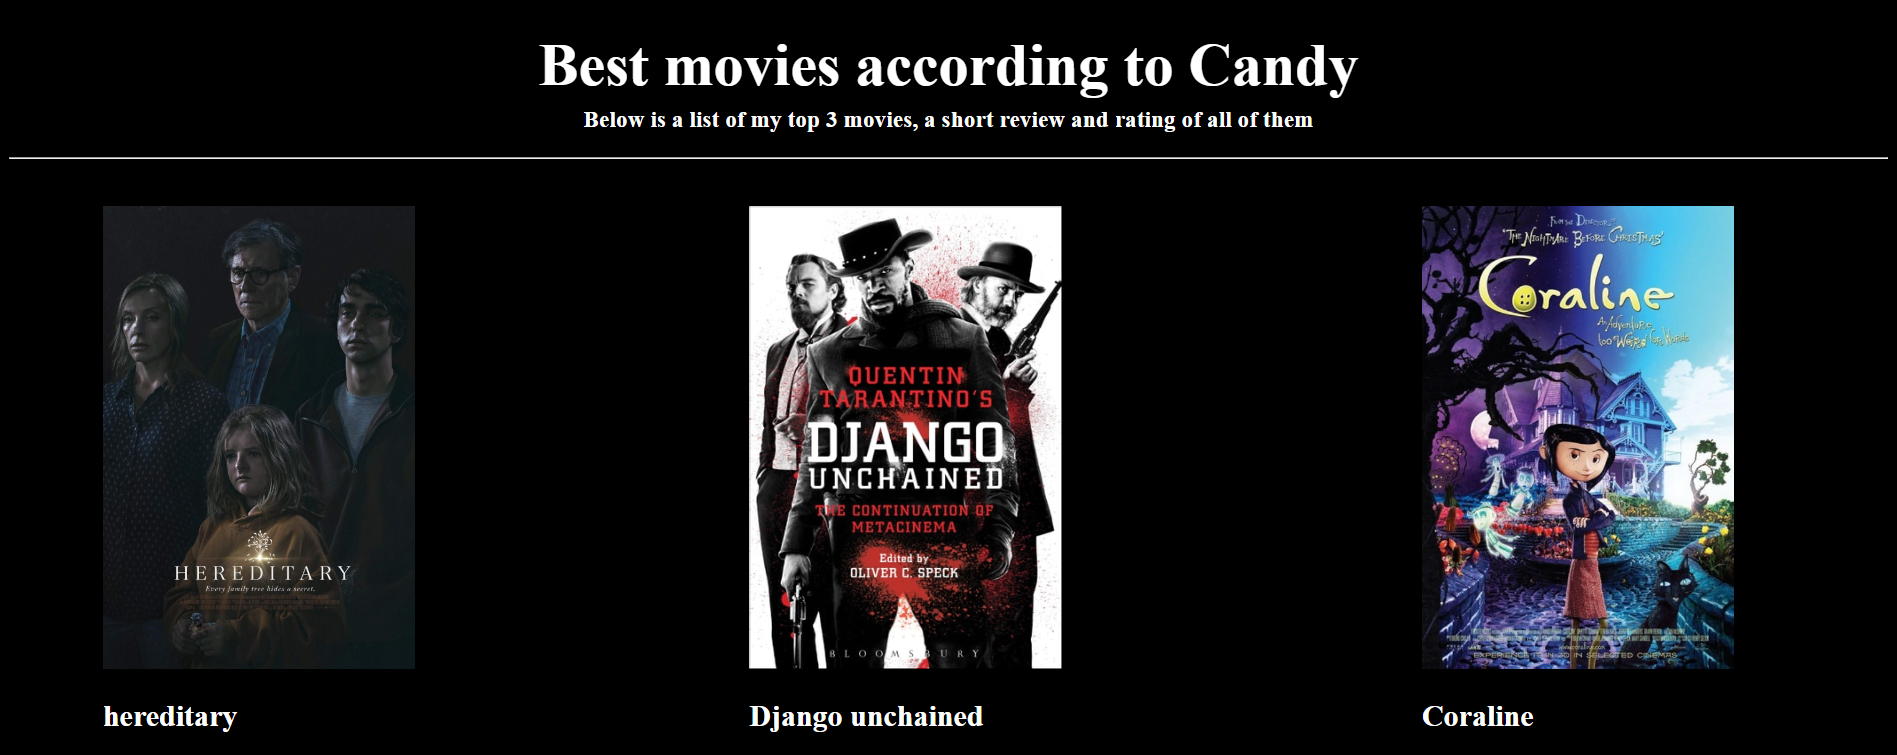 Best movies according to Candy
Below is a list of my top 3 movies, a short review and rating of all of them
HEREDITARY
Every family tree hides a secret.
QUENTIN
TARANTINO'S
DJANGO
UNCHAINED
THE CONTINUATION OF
METACINEMA
Edited by
OLIVER C. SPECK
BLOOMSBURY
FROM THE DIRECTOR OF
'THE NIGHTMARE BEFORE CHRISTMAS'
Coraline
An Adventure
too Weird for Words
EXPERIENCE IT IN 3D IN SELECTED CINEMAS
hereditary
Django unchained
Coraline